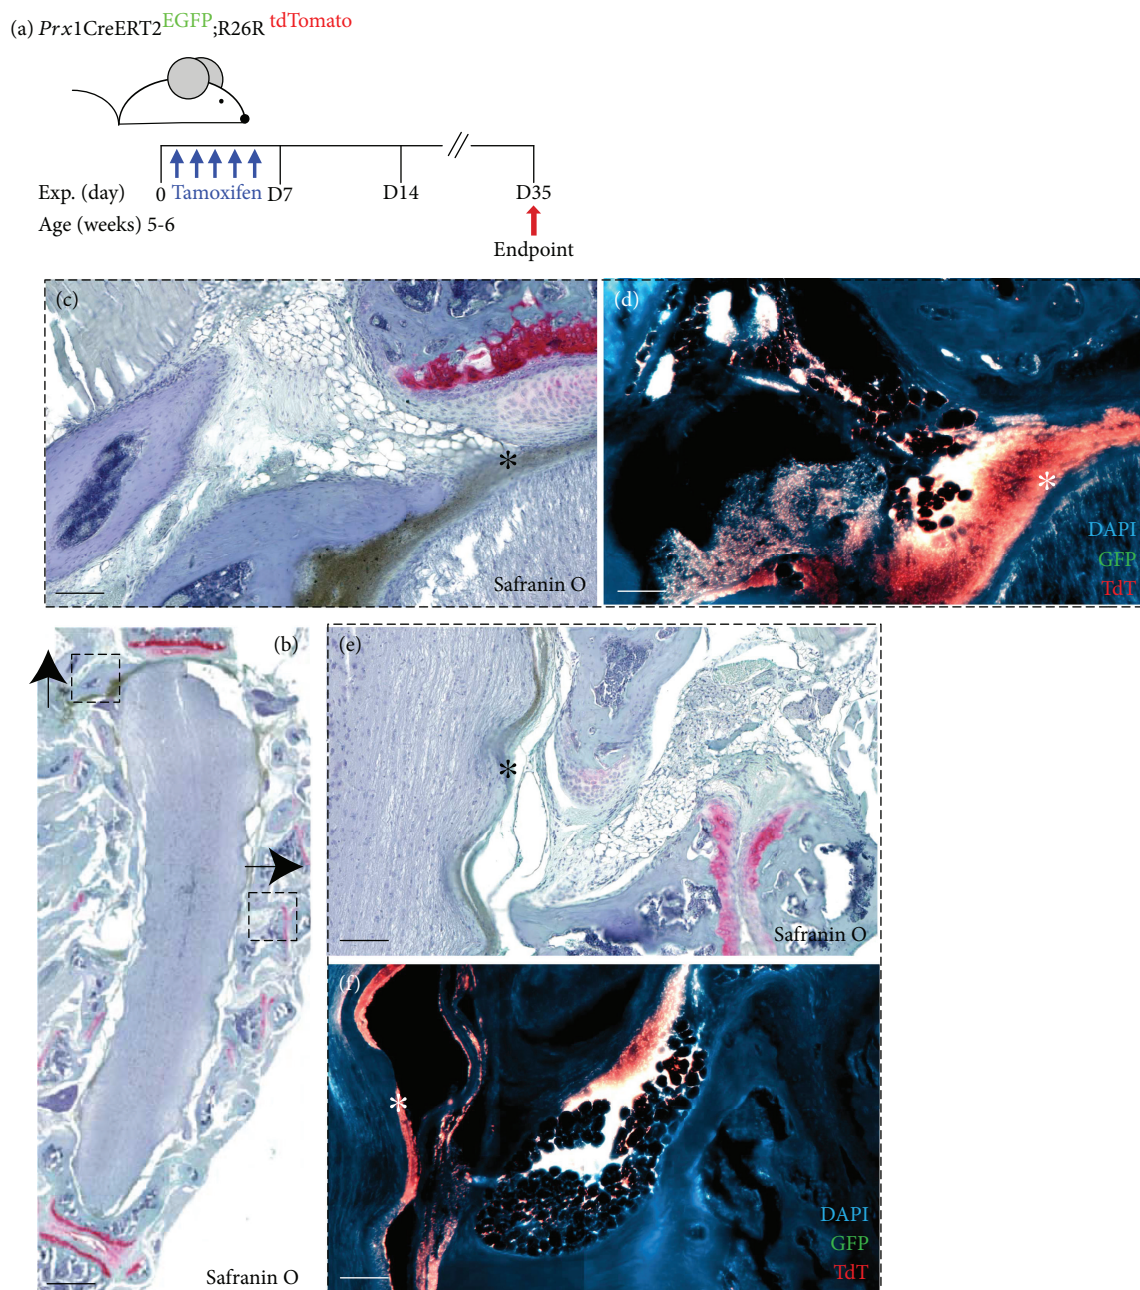 (a) Prx1CreERT2EGFP;R26R tdTomato
Exp. (day) 0 Tamoxifen D7 D14 D35
Age (weeks) 5-6
Endpoint
(c)
*
Safranin O
(d)
*
DAPI
GFP
TdT
(b)
Safranin O
(e)
*
Safranin O
(f)
*
DAPI
GFP
TdT